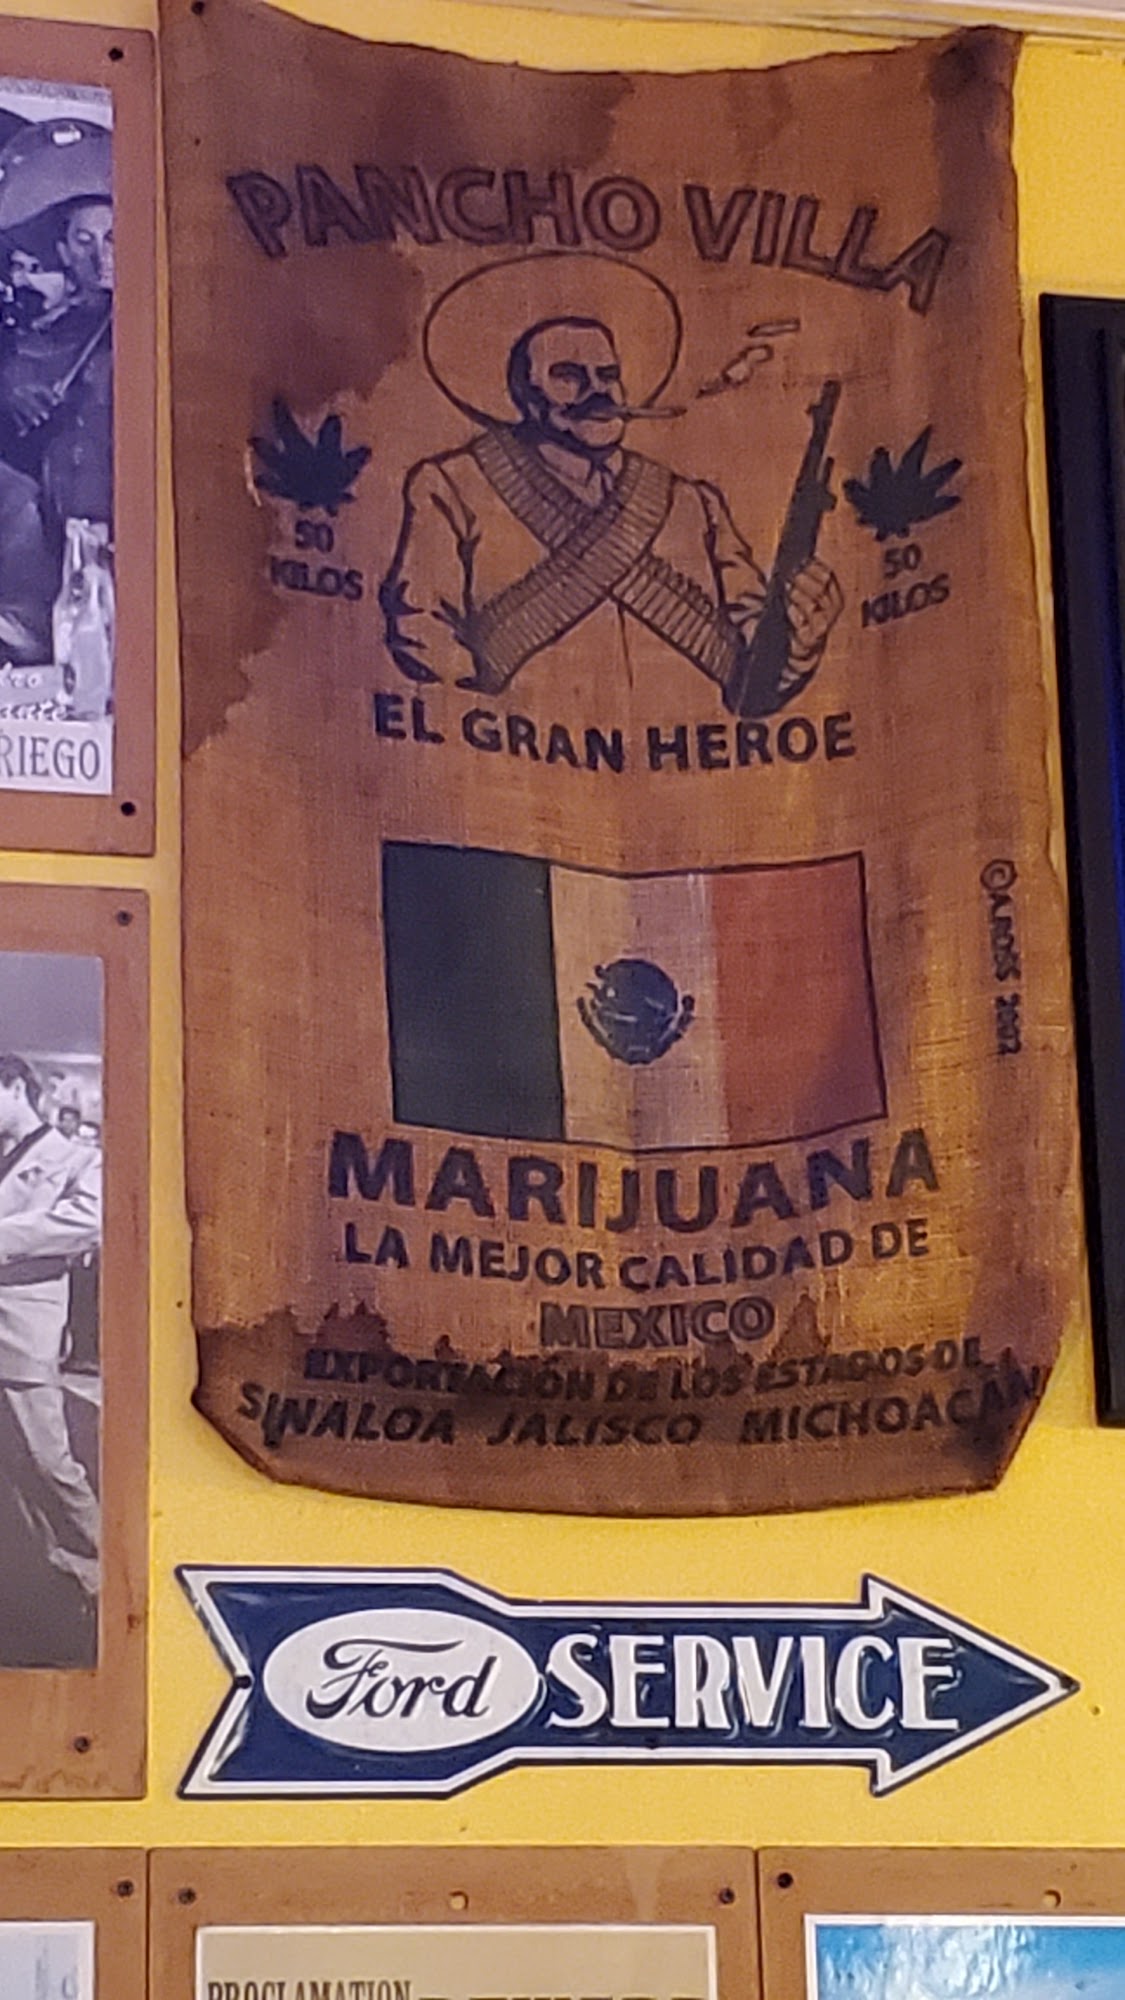 PANCHO VILLA
50
KILOS
50
KILOS
EL GRAN HEROE
2002
MARIJUANA
LA MEJOR CALIDAD DE
MEXICO
EXPORTACIÓN DE LOS ESTADOS DE
SINALOA JALISCO MICHOACAN
RIEGO
Ford SERVICE
PROCLAMATION